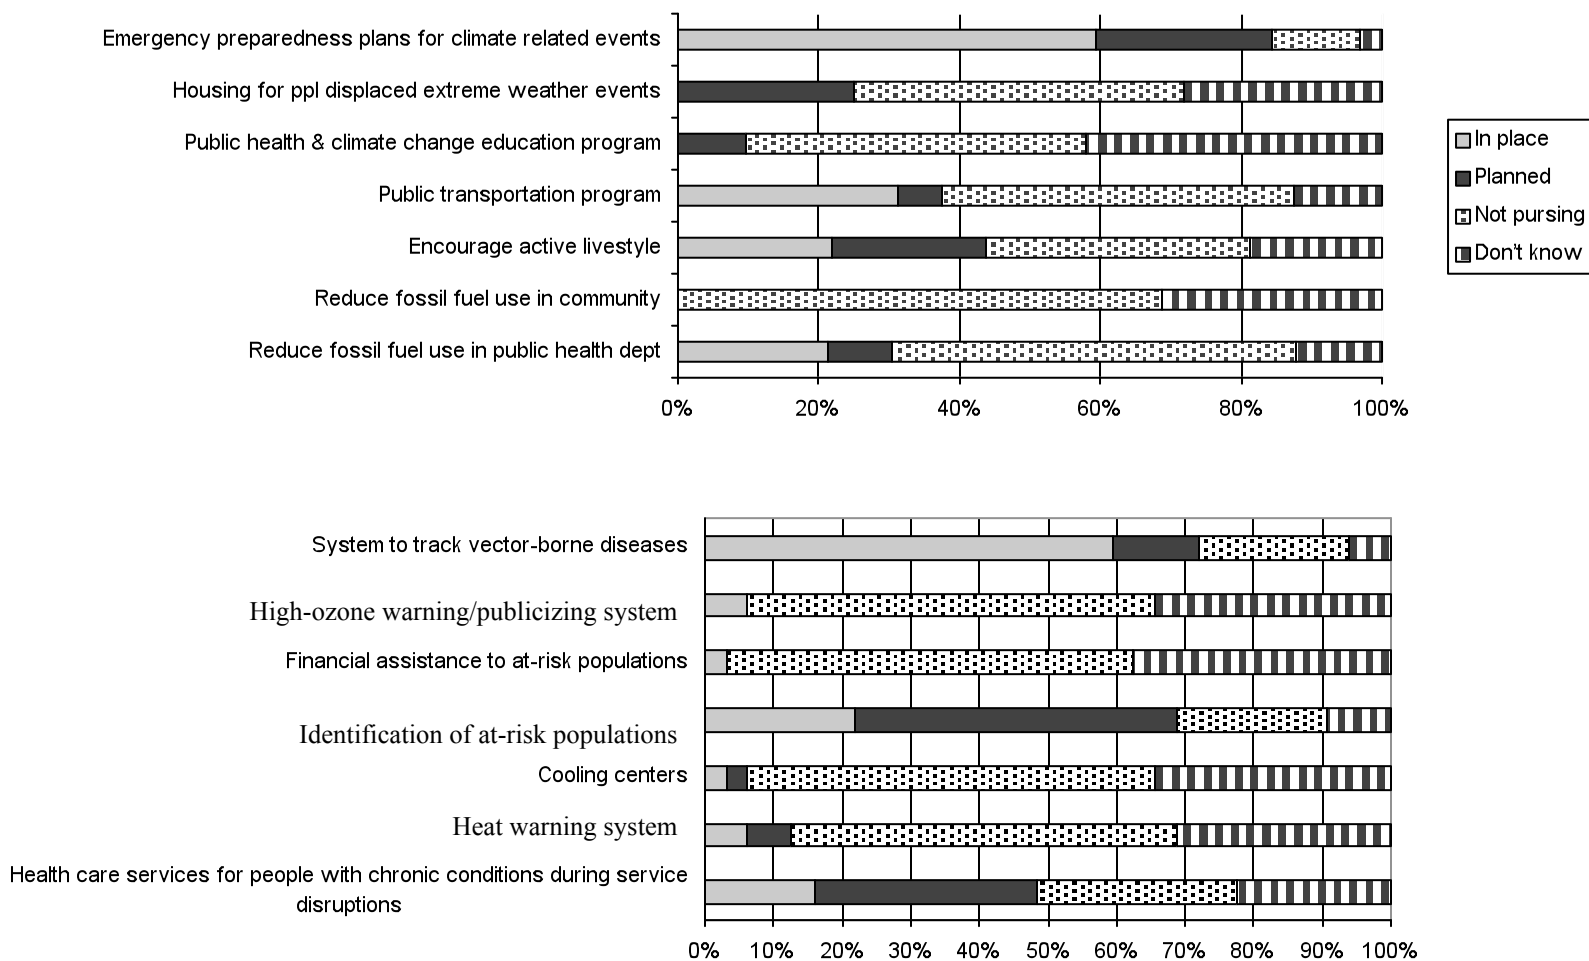 Emergency preparedness plans for climate related events
Housing for ppl displaced extreme weather events
Public health & climate change education program
Public transportation program
Encourage active livestyle
Reduce fossil fuel use in community
Reduce fossil fuel use in public health dept
0% 20% 40% 60% 80% 100%
In place
Planned
Not pursing
Don't know
System to track vector-borne diseases
High-ozone warning/publicizing system
Financial assistance to at-risk populations
Identification of at-risk populations
Cooling centers
Heat warning system
Health care services for people with chronic conditions during service
disruptions
0% 10% 20% 30% 40% 50% 60% 70% 80% 90% 100%